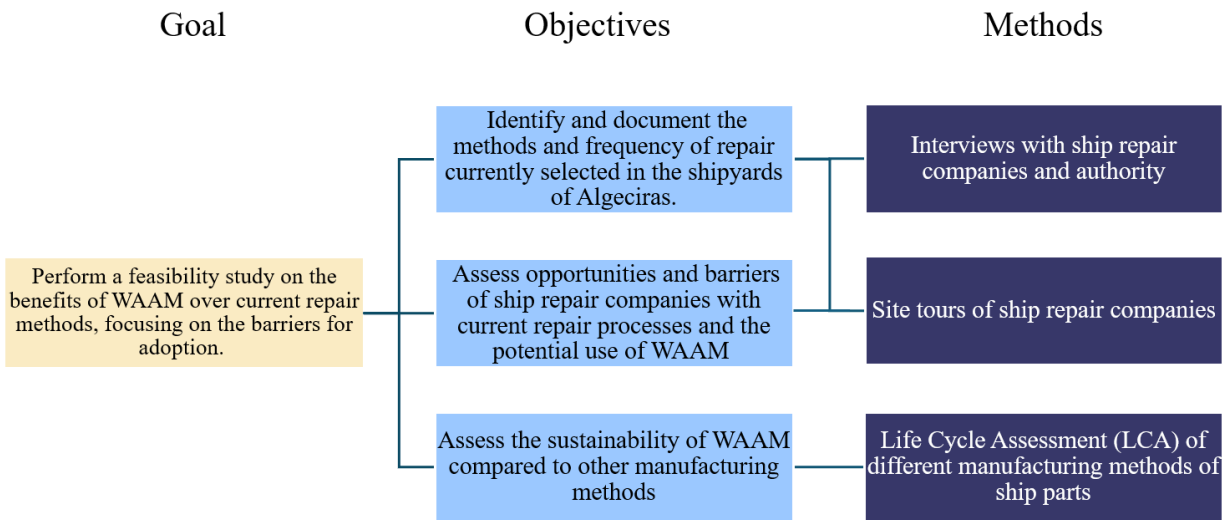 Goal
Objectives
Methods
Perform a feasibility study on the
benefits of WAAM over current repair
methods, focusing on the barriers for
adoption.
Identify and document the
methods and frequency of repair
currently selected in the shipyards
of Algeciras.
Assess opportunities and barriers
of ship repair companies with
current repair processes and the
potential use of WAAM
Assess the sustainability of WAAM
compared to other manufacturing
methods
Interviews with ship repair
companies and authority
Site tours of ship repair companies
Life Cycle Assessment (LCA) of
different manufacturing methods of
ship parts